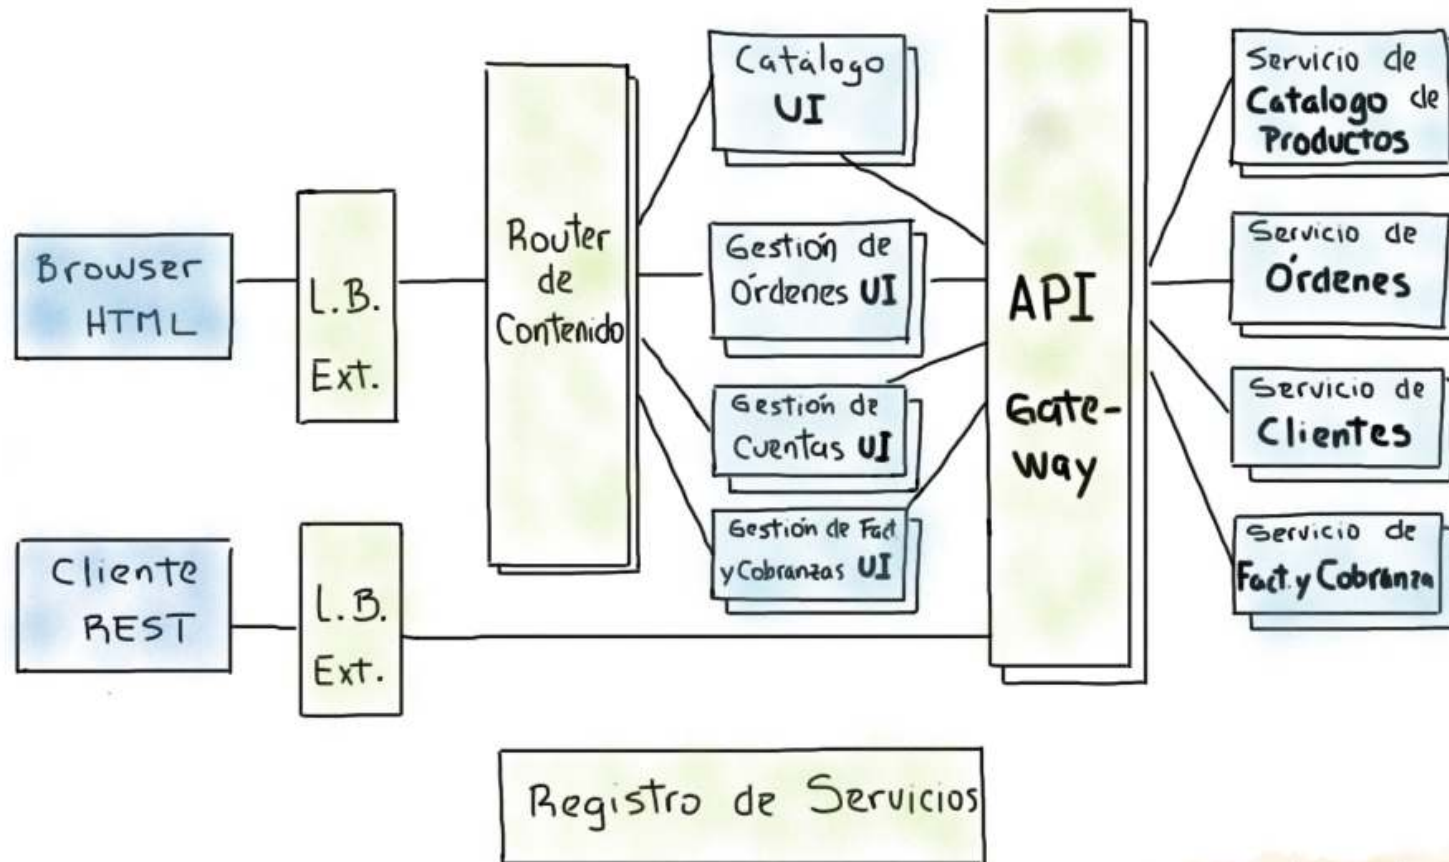 Browser
HTML
L.B.
Ext.
Router
de
Contenido
Catálogo
UI
Gestión de
Órdenes UI
Gestión de
Cuentas UI
Gestión de Fact
y Cobranzas UI
API
Gate-
way
Servicio de
Catalogo de
Productos
Servicio de
Órdenes
Servicio de
Clientes
Servicio de
Fact. y Cobranza
Cliente
REST
L.B.
Ext.
Registro de Servicios